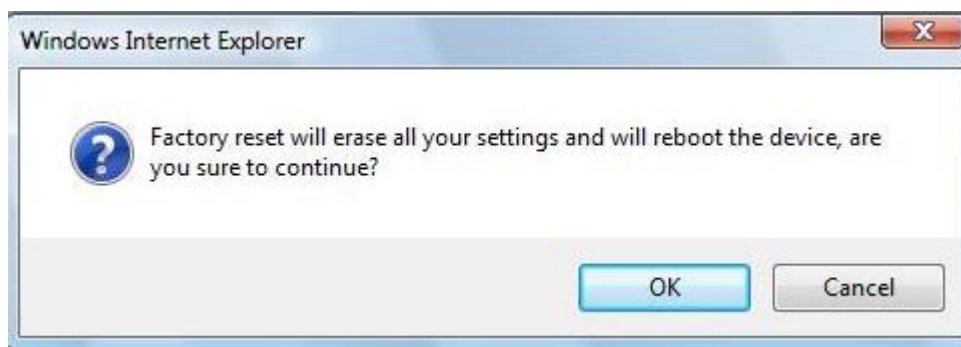 Windows Internet Explorer
Factory reset will erase all your settings and will reboot the device, are
you sure to continue?
OK
Cancel